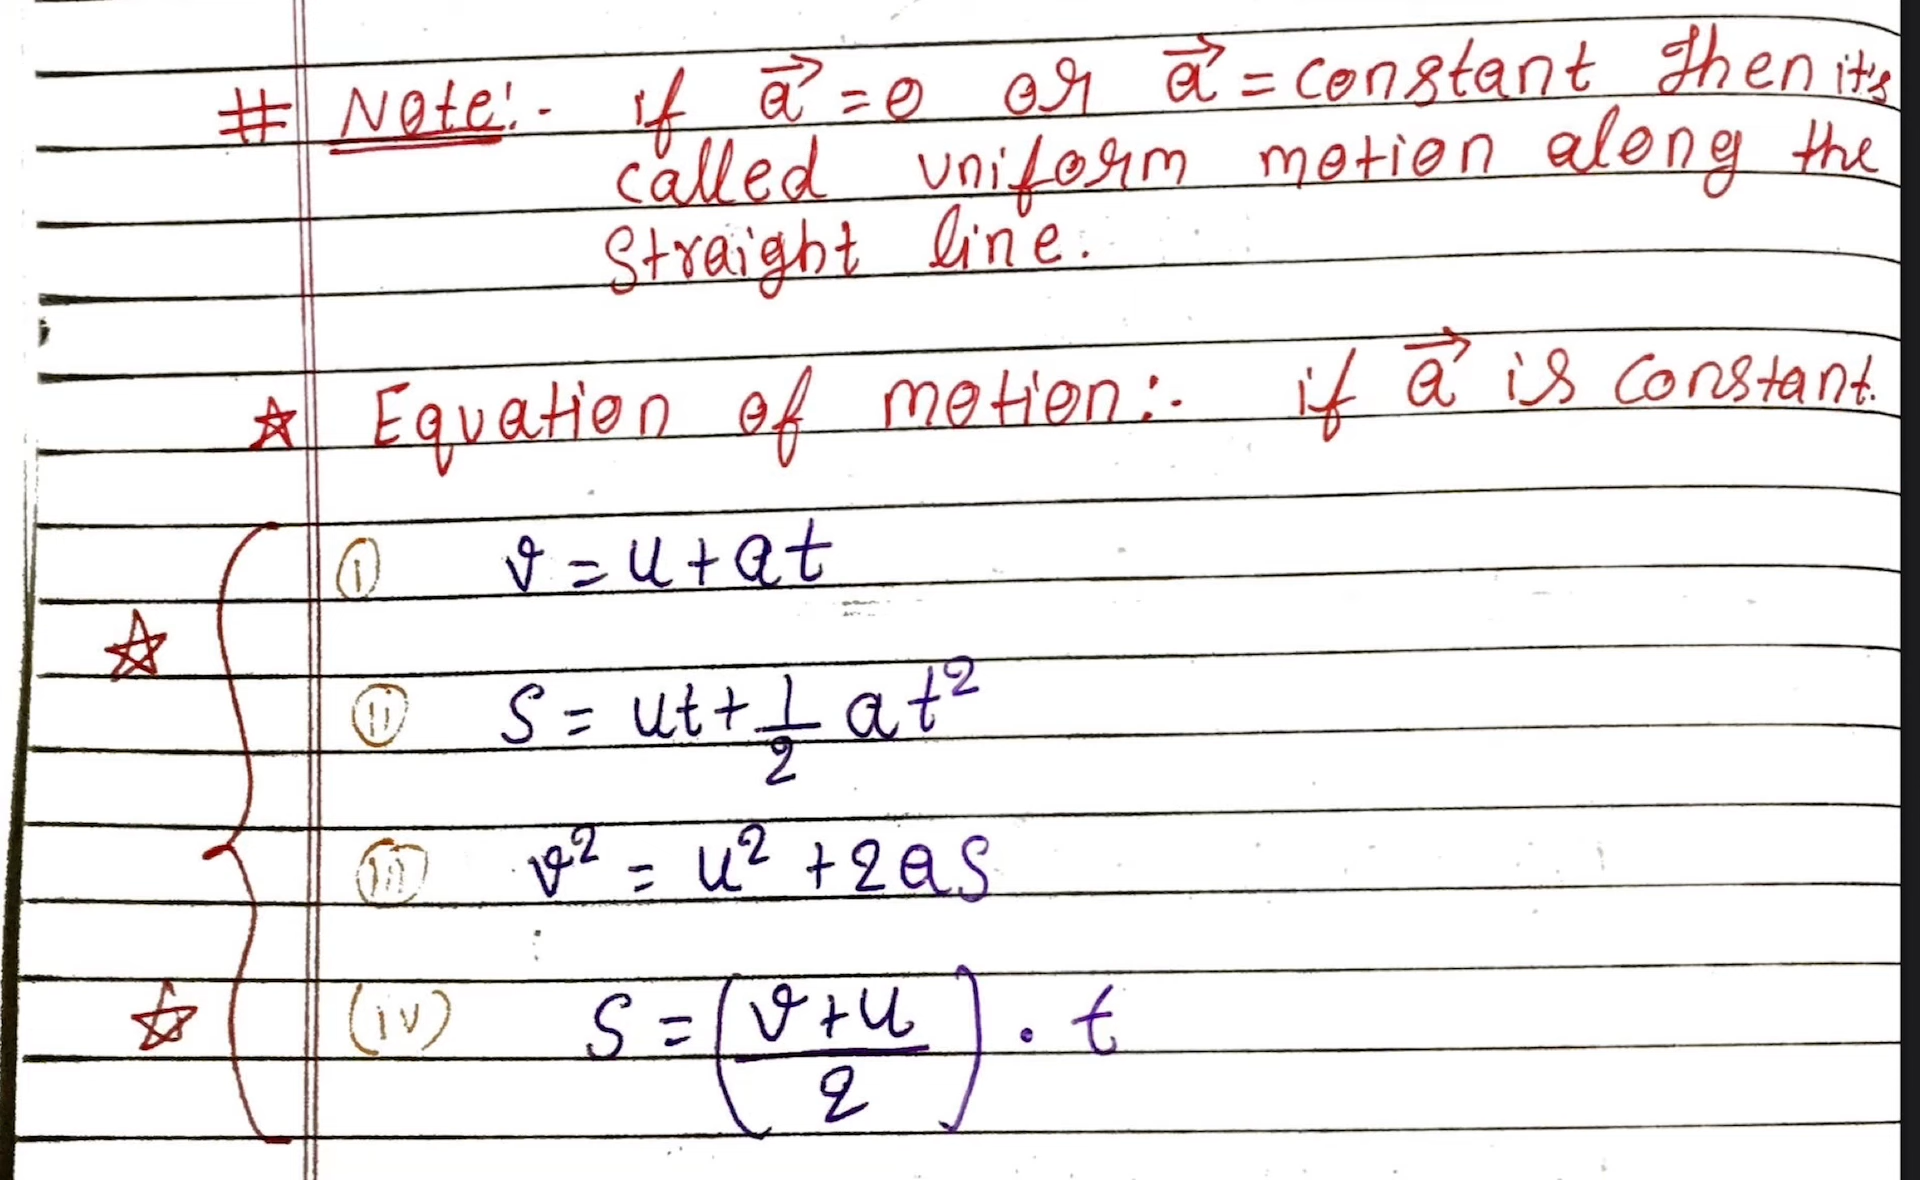 # Note:- if a⃗ = 0 or a⃗ = constant then it's
called uniform motion along the
straight line.
☆ Equation of motion:- if a⃗ is constant.
(i) v = u + at
☆
(ii) S = ut + 1/2 at²
(iii) v² = u² + 2as
☆ (iv) S = ((v+u)/2) . t